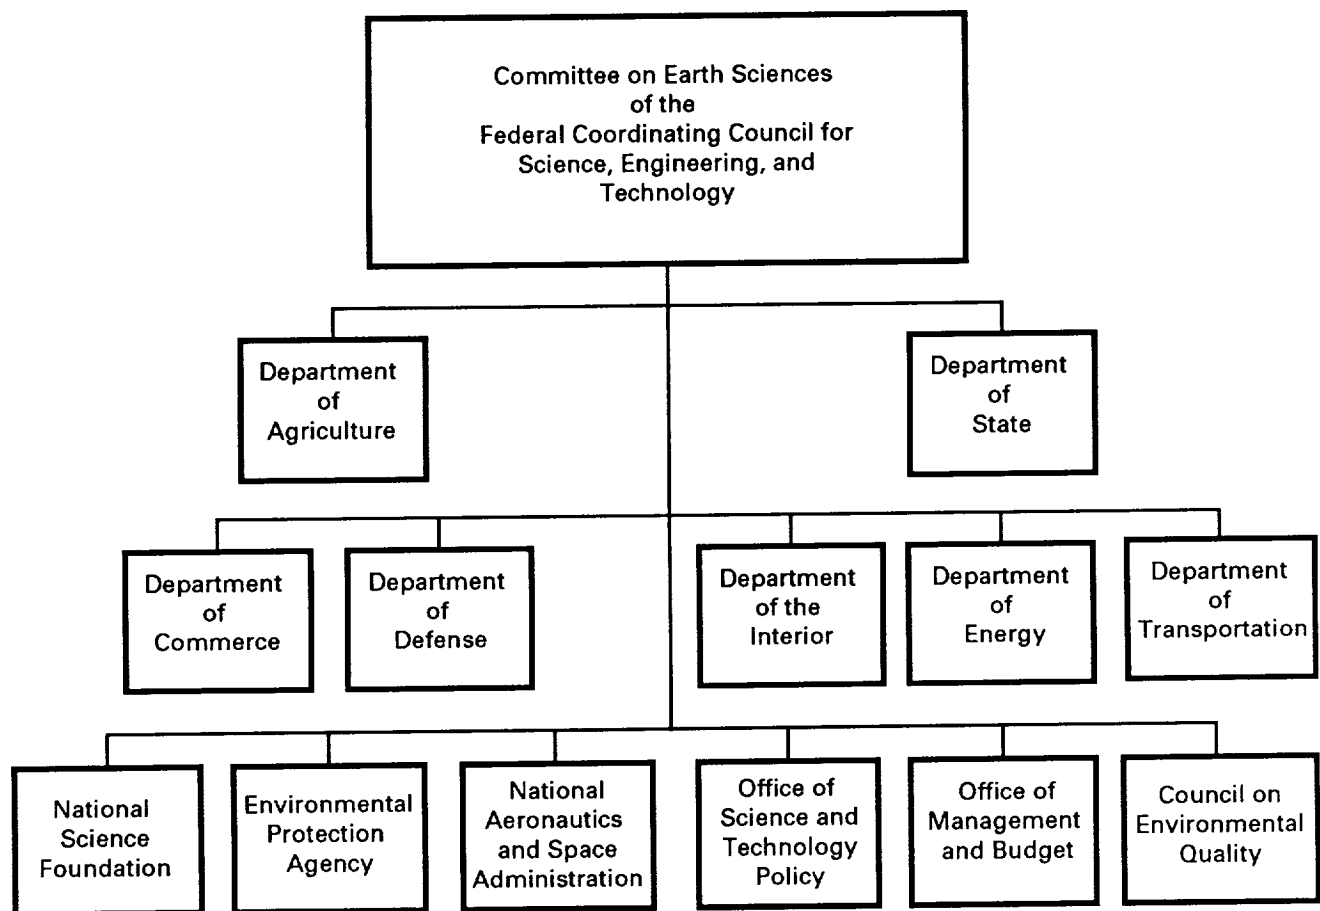 Committee on Earth Sciences
of the
Federal Coordinating Council for
Science, Engineering, and
Technology
Department
of
Agriculture
Department
of
State
Department
of
Commerce
Department
of
Defense
Department
of the
Interior
Department
of
Energy
Department
of
Transportation
National
Science
Foundation
Environmental
Protection
Agency
National
Aeronautics
and Space
Administration
Office of
Science and
Technology
Policy
Office of
Management
and Budget
Council on
Environmental
Quality